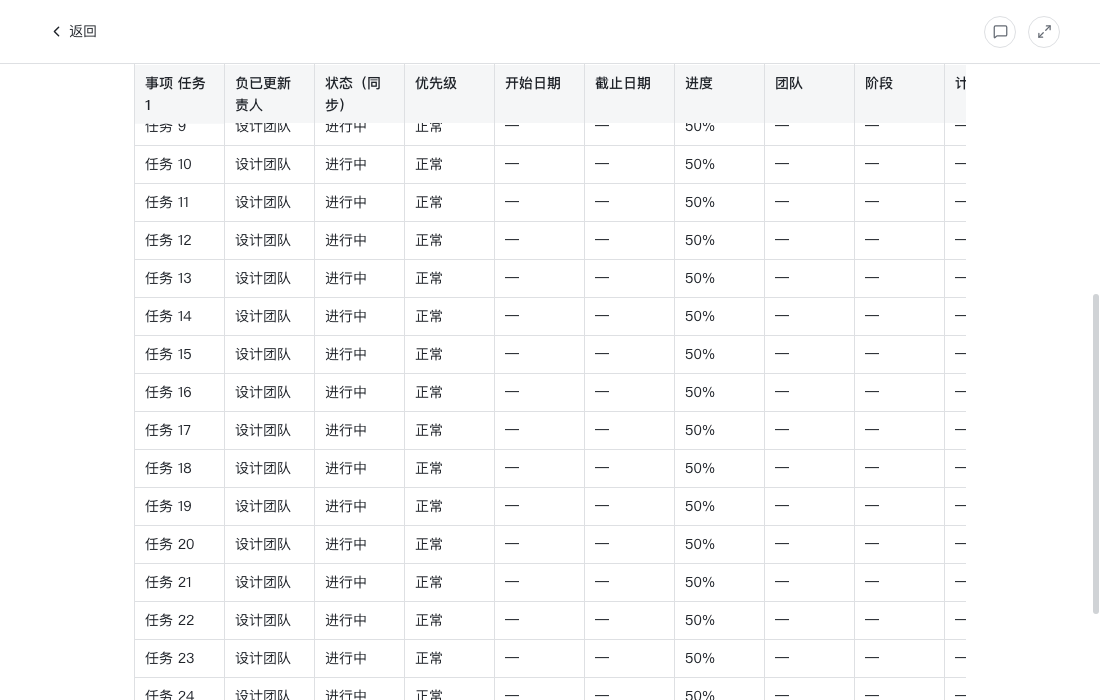 返回
事项 任务 1 负已更新责人 状态（同步） 优先级 开始日期 截止日期 进度 团队 阶段 计
任务 9 设计团队 进行中 正常 — — 50% — — —
任务 10 设计团队 进行中 正常 — — 50% — — —
任务 11 设计团队 进行中 正常 — — 50% — — —
任务 12 设计团队 进行中 正常 — — 50% — — —
任务 13 设计团队 进行中 正常 — — 50% — — —
任务 14 设计团队 进行中 正常 — — 50% — — —
任务 15 设计团队 进行中 正常 — — 50% — — —
任务 16 设计团队 进行中 正常 — — 50% — — —
任务 17 设计团队 进行中 正常 — — 50% — — —
任务 18 设计团队 进行中 正常 — — 50% — — —
任务 19 设计团队 进行中 正常 — — 50% — — —
任务 20 设计团队 进行中 正常 — — 50% — — —
任务 21 设计团队 进行中 正常 — — 50% — — —
任务 22 设计团队 进行中 正常 — — 50% — — —
任务 23 设计团队 进行中 正常 — — 50% — — —
任务 24 设计团队 进行中 正常 — — 50% — — —